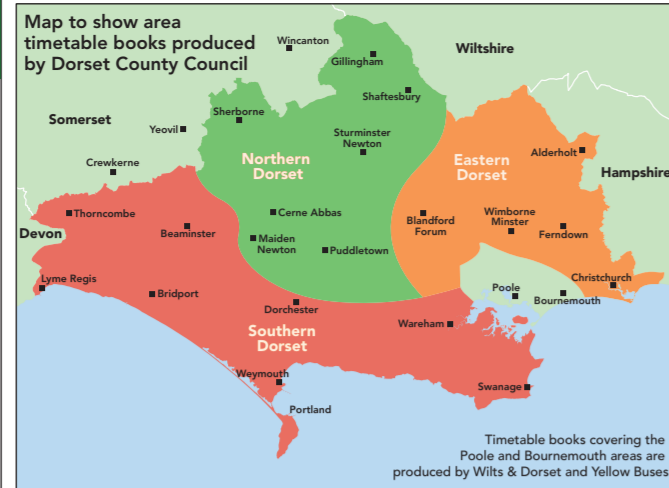 Map to show area
timetable books produced
by Dorset County Council
Wincanton
Wiltshire
Gillingham
Shaftesbury
Somerset
Sherborne
Yeovil
Sturminster
Newton
Crewkerne
Northern
Dorset
Eastern
Dorset
Alderholt
Hampshire
Thorncombe
Cerne Abbas
Blandford
Forum
Wimborne
Minster
Ferndown
Devon
Beaminster
Maiden
Newton
Puddletown
Lyme Regis
Bridport
Dorchester
Poole
Bournemouth
Christchurch
Wareham
Southern
Dorset
Weymouth
Swanage
Portland
Timetable books covering the
Poole and Bournemouth areas are
produced by Wilts & Dorset and Yellow Buses